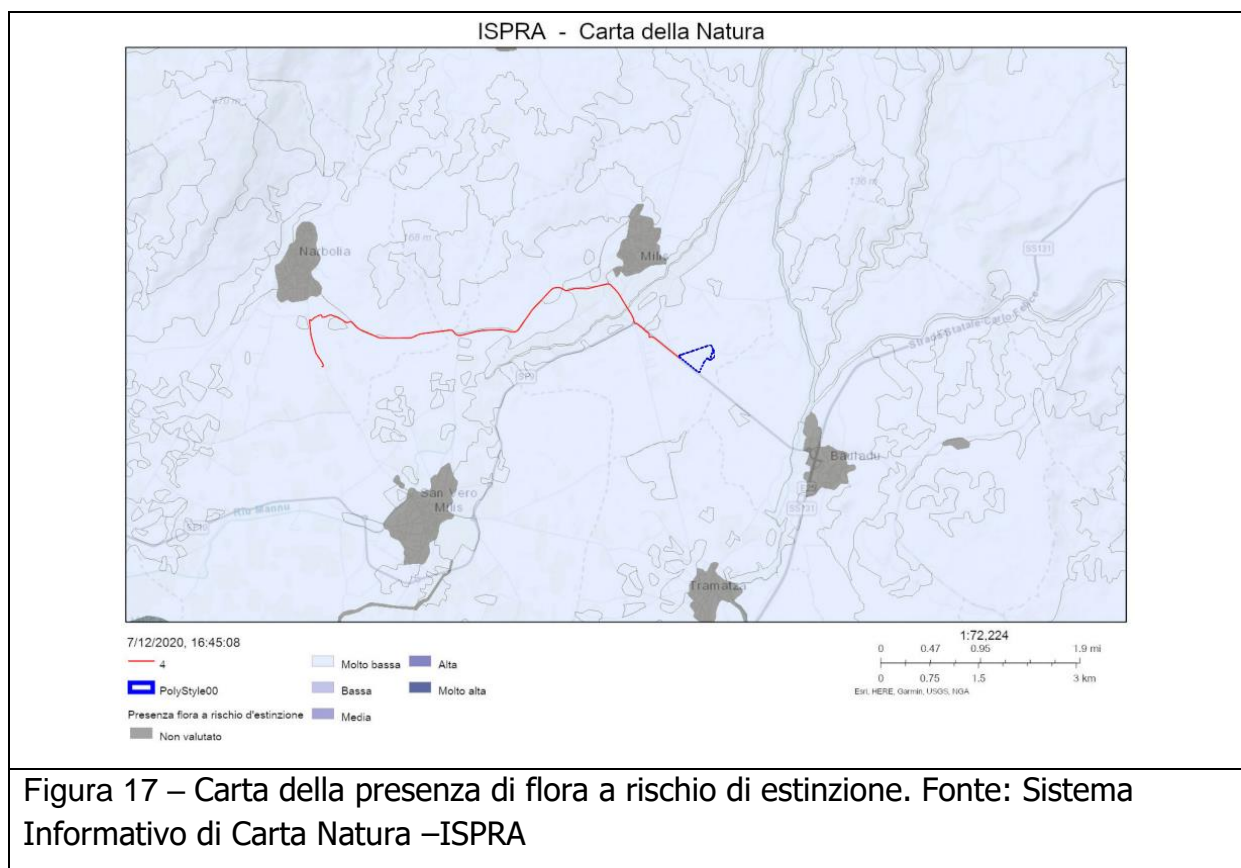 ISPRA - Carta della Natura
168 m
136 m
Narbolia
Milis
SS131
Strada Statale Carlo Felice
San Vero
Milis
Riu Mannu
Bauladu
SS131
Tramatza
7/12/2020, 16:45:08
4
PolyStyle00
Presenza flora a rischio d'estinzione
Non valutato
Molto bassa
Bassa
Media
Alta
Molto alta
1:72,224
0 0.47 0.95 1.9 mi
0 0.75 1.5 3 km
Esri, HERE, Garmin, USGS, NGA
Figura 17 – Carta della presenza di flora a rischio di estinzione. Fonte: Sistema
Informativo di Carta Natura –ISPRA